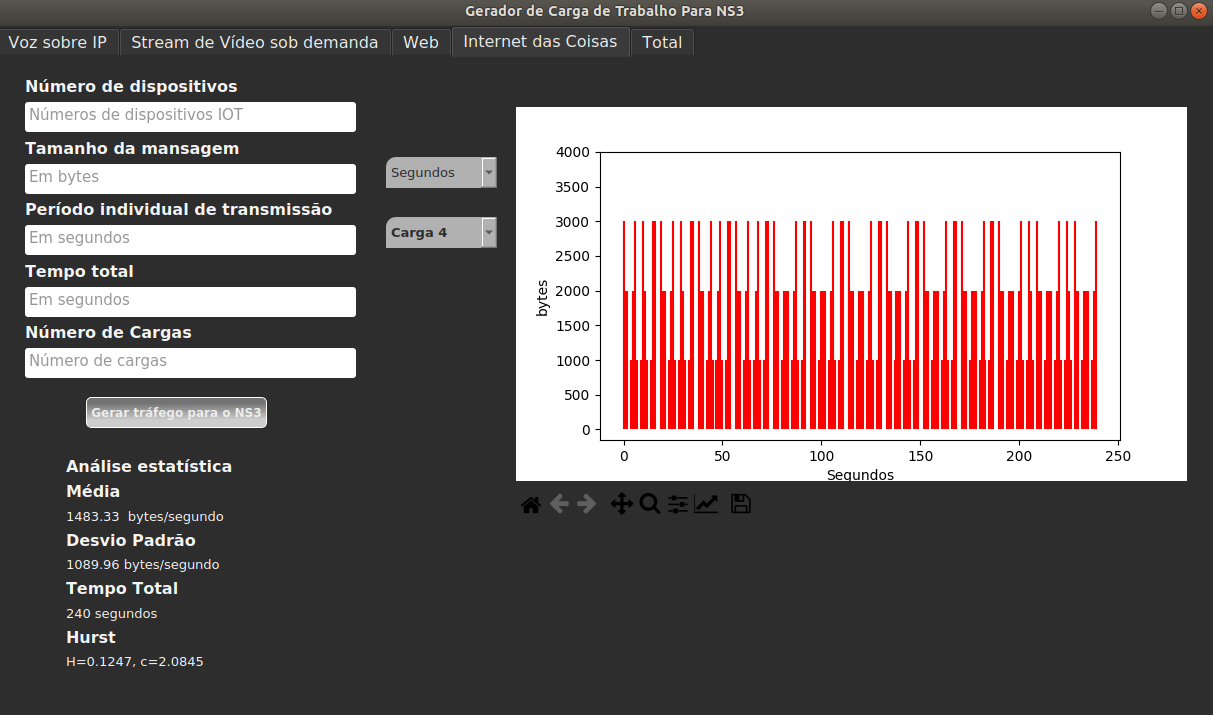 Gerador de Carga de Trabalho Para NS3
Voz sobre IP
Stream de Vídeo sob demanda
Web
Internet das Coisas
Total
Número de dispositivos
Números de dispositivos IOT
Tamanho da mansagem
Em bytes
Período individual de transmissão
Em segundos
Tempo total
Em segundos
Número de Cargas
Número de cargas
Gerar tráfego para o NS3
Segundos
Carga 4
Análise estatística
Média
1483.33 bytes/segundo
Desvio Padrão
1089.96 bytes/segundo
Tempo Total
240 segundos
Hurst
H=0.1247, c=2.0845
4000
3500
3000
2500
2000
1500
1000
500
0
bytes
0 50 100 150 200 250
Segundos